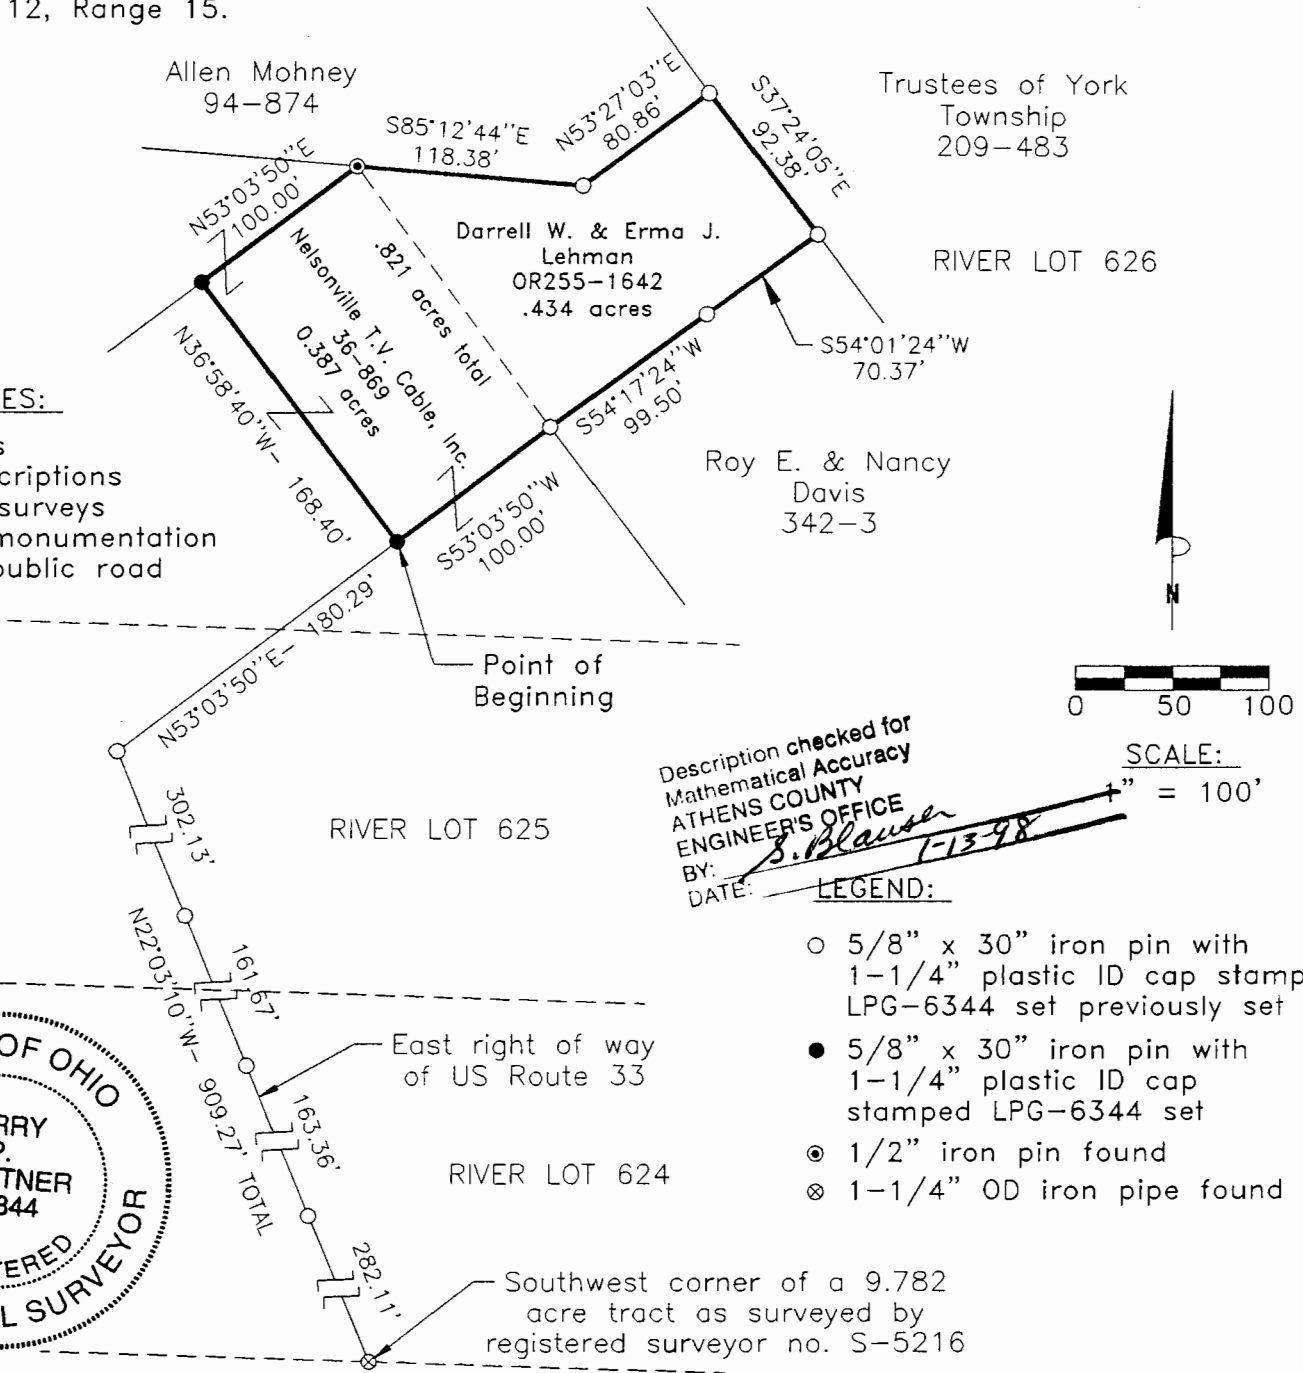 12, Range 15.
Allen Mohney
94-874
Trustees of York
Township
209-483
S85°12'44"E
118.38'
N53°27'03"E
80.86'
S37°24'05"E
92.38'
N53°03'50"E
100.00'
Nelsonville T.V. Cable, Inc.
36-869
0.387 acres
.821 acres total
Darrell W. & Erma J.
Lehman
OR255-1642
.434 acres
RIVER LOT 626
S54°01'24"W
70.37'
S54°17'24"W
99.50'
N36°58'40"W- 168.40'
S53°03'50"W
100.00'
Roy E. & Nancy
Davis
342-3
ES:
s
criptions
surveys
monumentation
public road
N53°03'50"E- 180.29'
Point of
Beginning
N
0 50 100
SCALE:
1" = 100'
Description checked for
Mathematical Accuracy
ATHENS COUNTY
ENGINEER'S OFFICE
BY: S. Blauser
DATE: 1-13-98
RIVER LOT 625
302.13'
161.67'
N22°03'10"W- 909.27' TOTAL
163.36'
282.11'
East right of way
of US Route 33
RIVER LOT 624
Southwest corner of a 9.782
acre tract as surveyed by
registered surveyor no. S-5216
LEGEND:
5/8" x 30" iron pin with
1-1/4" plastic ID cap stamp
LPG-6344 set previously set
5/8" x 30" iron pin with
1-1/4" plastic ID cap
stamped LPG-6344 set
1/2" iron pin found
1-1/4" OD iron pipe found
OF OHIO
RRY
P.
TNER
344
TERED
L SURVEYOR